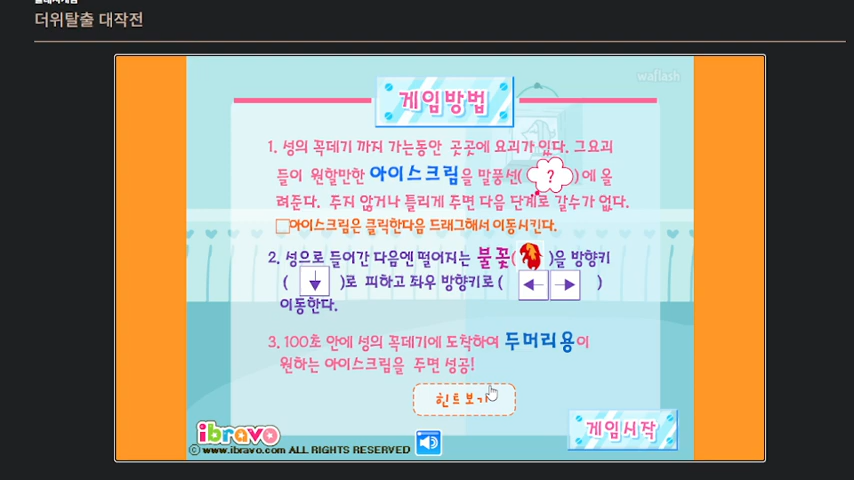 더위탈출 대작전
waflash
게임방법
1. 성의 꼭데기 까지 가는동안 곳곳에 요괴가 있다. 그요괴
들이 원할만한 아이스크림을 말풍선( ? )에 올
려준다. 주지 않거나 틀리게 주면 다음 단계로 갈수가 없다.
아이스크림은 클릭한다음 드래그해서 이동시킨다.
2. 성으로 들어간 다음엔 떨어지는 불꽃( )을 방향키
( ↓ )로 피하고 좌우 방향키로 ( ← → )
이동한다.
3. 100초 안에 성의 꼭데기에 도착하여 두머리용이
원하는 아이스크림을 주면 성공!
힌트보기
게임시작
ibravo
ⓒ www.ibravo.com ALL RIGHTS RESERVED